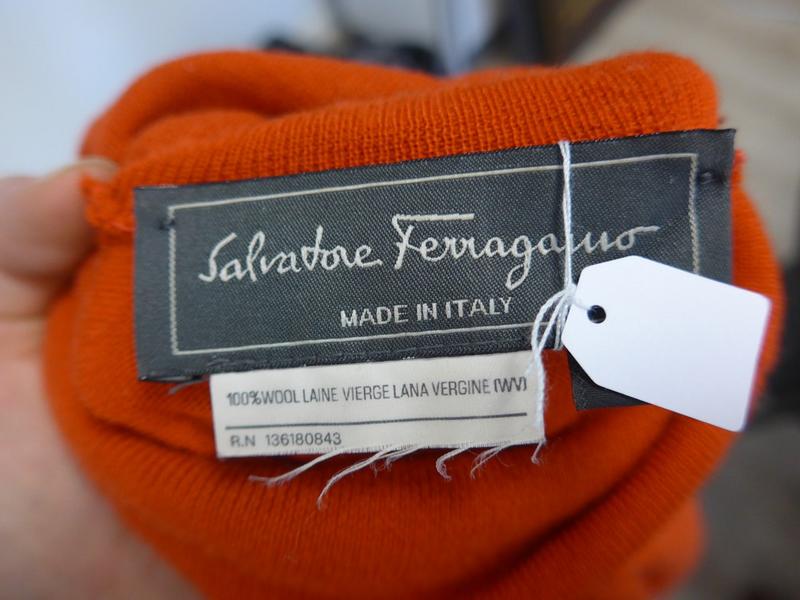 Salvatore Ferragamo
MADE IN ITALY
100% WOOL LAINE VIERGE LANA VERGINE (WV)
R.N 136180843